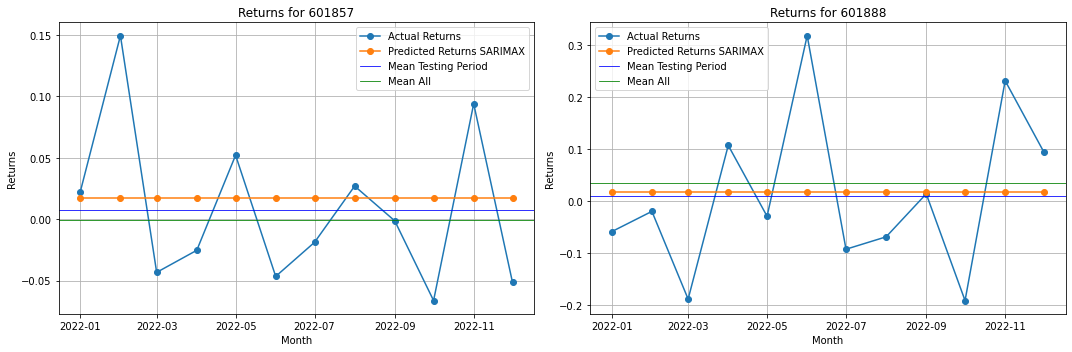 Returns for 601857
Actual Returns
Predicted Returns SARIMAX
Mean Testing Period
Mean All
0.15
0.10
0.05
0.00
−0.05
Returns
2022-01 2022-03 2022-05 2022-07 2022-09 2022-11
Month
Returns for 601888
Actual Returns
Predicted Returns SARIMAX
Mean Testing Period
Mean All
0.3
0.2
0.1
0.0
−0.1
−0.2
Returns
2022-01 2022-03 2022-05 2022-07 2022-09 2022-11
Month